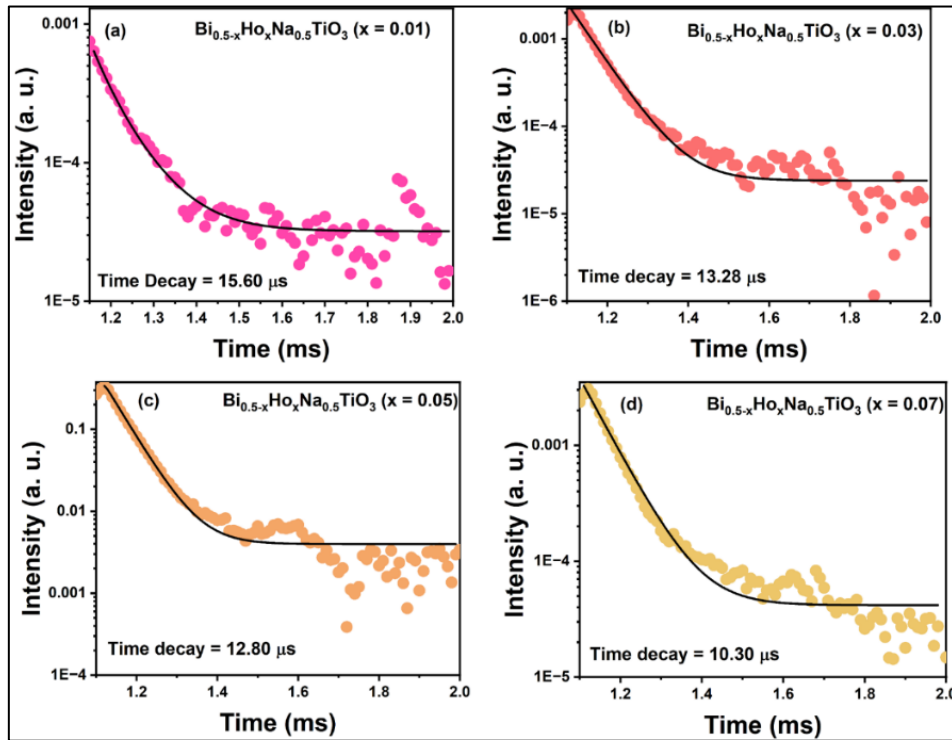 (a) Bi0.5-xHoxNa0.5TiO3 (x = 0.01)
Intensity (a. u.)
0.001
1E-4
1E-5
Time Decay = 15.60 μs
1.2 1.3 1.4 1.5 1.6 1.7 1.8 1.9 2.0
Time (ms)
(b) Bi0.5-xHoxNa0.5TiO3 (x = 0.03)
Intensity (a. u.)
0.001
1E-4
1E-5
1E-6
Time decay = 13.28 μs
1.2 1.4 1.6 1.8 2.0
Time (ms)
(c) Bi0.5-xHoxNa0.5TiO3 (x = 0.05)
Intensity (a. u.)
0.1
0.01
0.001
1E-4
Time decay = 12.80 μs
1.2 1.4 1.6 1.8 2.0
Time (ms)
(d) Bi0.5-xHoxNa0.5TiO3 (x = 0.07)
Intensity (a. u.)
0.001
1E-4
1E-5
Time decay = 10.30 μs
1.2 1.4 1.6 1.8 2.0
Time (ms)